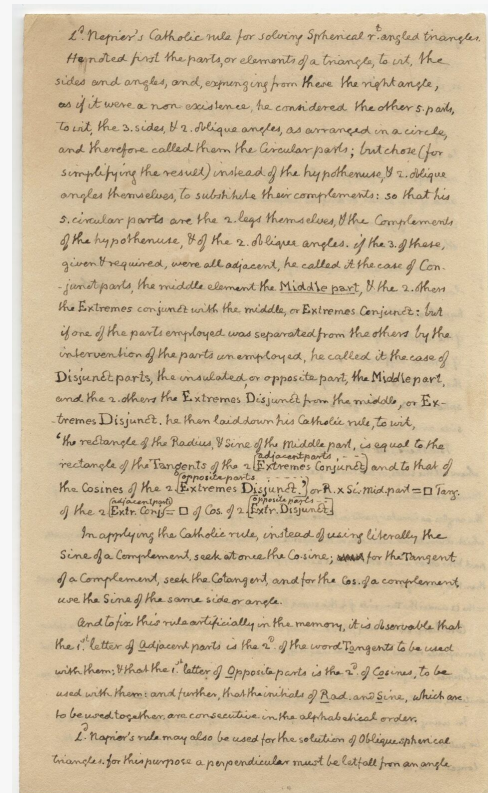 Ld. Nepier's Catholic rule for solving Spherical rt. angled triangles.
He noted first the parts, or elements of a triangle, to wit, the
sides and angles, and, expunging from these the right angle,
as if it were a non existence, he considered the other 5. parts,
to wit, the 3. sides, & 2. oblique angles, as arranged in a circle,
and therefore called them the Circular parts; but chose (for
simplifying the result) instead of the hypothenuse, & 2. oblique
angles themselves, to substitute their complements: so that his
5. circular parts are the 2. legs themselves, & the Complements
of the hypothenuse, & of the 2. oblique angles. if the 3. of these,
given & required, were all adjacent, he called it the case of Con-
-junct parts, the middle element the Middle part, & the 2. others
the Extremes conjunct with the middle, or Extremes Conjunct: but
if one of the parts employed was separated from the others by the
intervention of the parts unemployed, he called it the case of
Disjunct parts, the insulated, or opposite part, the Middle part,
and the 2. others the Extremes Disjunct from the middle, or Ex-
-tremes Disjunct. he then laid down his Catholic rule, to wit,
'the rectangle of the Radius, & Sine of the Middle part, is equal to the
adjacent parts
rectangle of the Tangents of the 2 [Extremes Conjunct] and to that of
opposite parts
the Cosines of the 2. [Extremes Disjunct.'] or R. x Si. Mid. part = □ Tang.
(adjacent part) opposite parts
of the 2 [Extr. Conj = □ of Cos. of 2 [Extr. Disjunct.]
In applying the Catholic rule, instead of using literally the
Sine of a Complement, seek at once the Cosine; for the Tangent
of a Complement, seek the Cotangent, and for the Cos. of a complement,
use the Sine of the same side or angle.
And to fix this rule artificially in the memory, it is observable that
the 1st. letter of Adjacent parts is the 2d. of the word Tangents to be used
with them; & that the 1st letter of Opposite parts is the 2d. of Cosines, to be
used with them: and further, that the initials of Rad. and Sine, which are
to be used together, are consecutive in the alphabetical order.
Ld. Napier's rule may also be used for the solution of Oblique spherical
triangles. for this purpose a perpendicular must be let fall from an angle